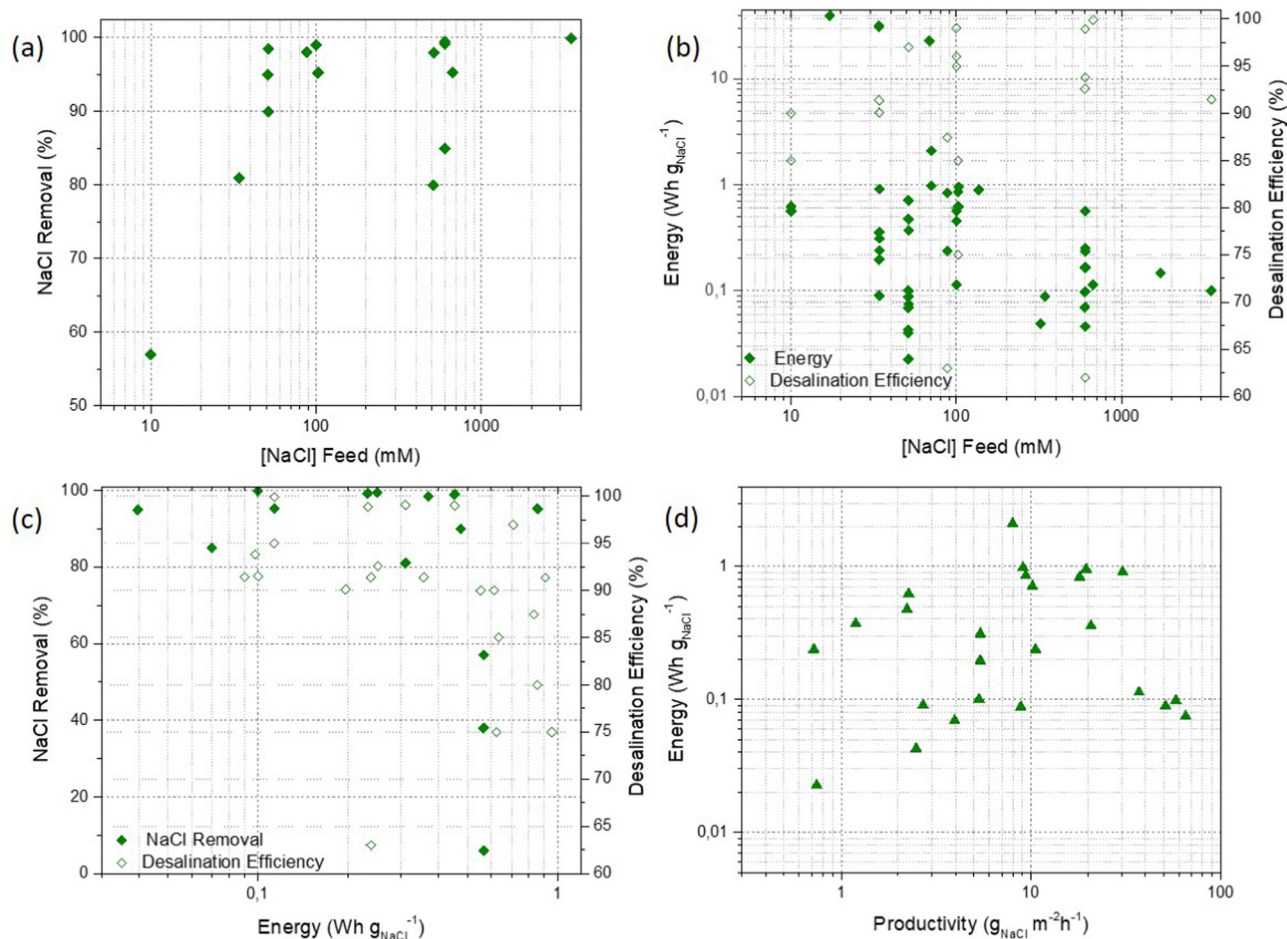 (a)
NaCl Removal (%)
100
90
80
70
60
50
10
100
1000
[NaCl] Feed (mM)
(b)
Energy (Wh gNaCl-1)
10
1
0,1
0,01
Desalination Efficiency (%)
100
95
90
85
80
75
70
65
60
Energy
Desalination Efficiency
10
100
1000
[NaCl] Feed (mM)
(c)
NaCl Removal (%)
100
80
60
40
20
0
Desalination Efficiency (%)
100
95
90
85
80
75
70
65
60
NaCl Removal
Desalination Efficiency
0,1
1
Energy (Wh gNaCl-1)
(d)
Energy (Wh gNaCl-1)
1
0,1
0,01
1
10
100
Productivity (gNaCl m-2h-1)